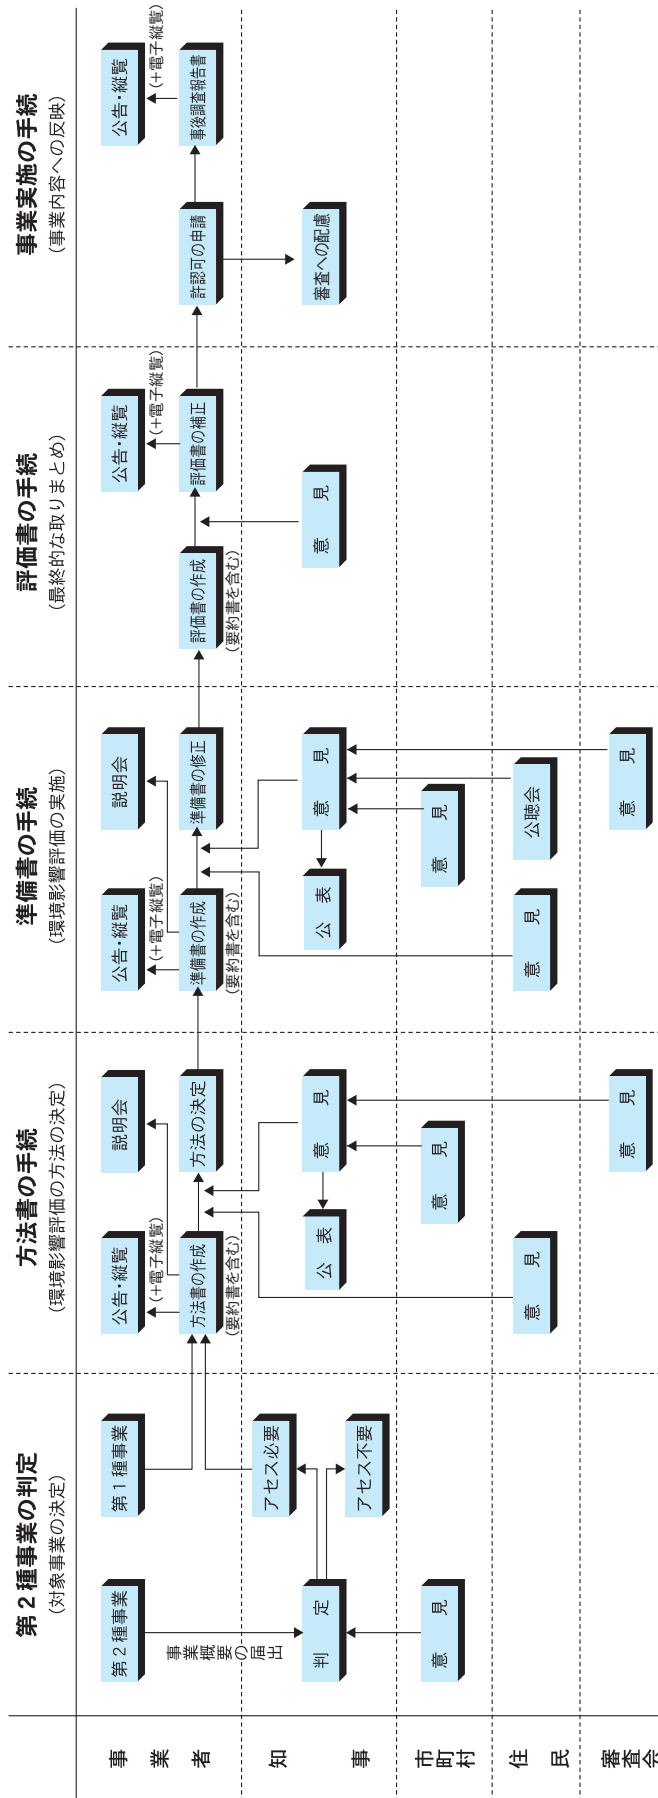 第2種事業の判定
(対象事業の決定)
方法書の手続
(環境影響評価の方法の決定)
準備書の手続
(環境影響評価の実施)
評価書の手続
(最終的な取りまとめ)
事業実施の手続
(事業内容への反映)
事業者
第2種事業
第1種事業
事業概要の届出
公告・縦覧
(+電子縦覧)
説明会
方法書の作成
(要約書を含む)
方法の決定
公告・縦覧
(+電子縦覧)
説明会
準備書の作成
(要約書を含む)
準備書の修正
評価書の作成
(要約書を含む)
公告・縦覧
(+電子縦覧)
評価書の補正
許認可の申請
公告・縦覧
(+電子縦覧)
事後調査報告書
知事
判定
アセス必要
アセス不要
公表
意見
公表
意見
意見
審査への配慮
市町村
意見
意見
意見
住民
意見
意見
公聴会
審査会
意見
意見